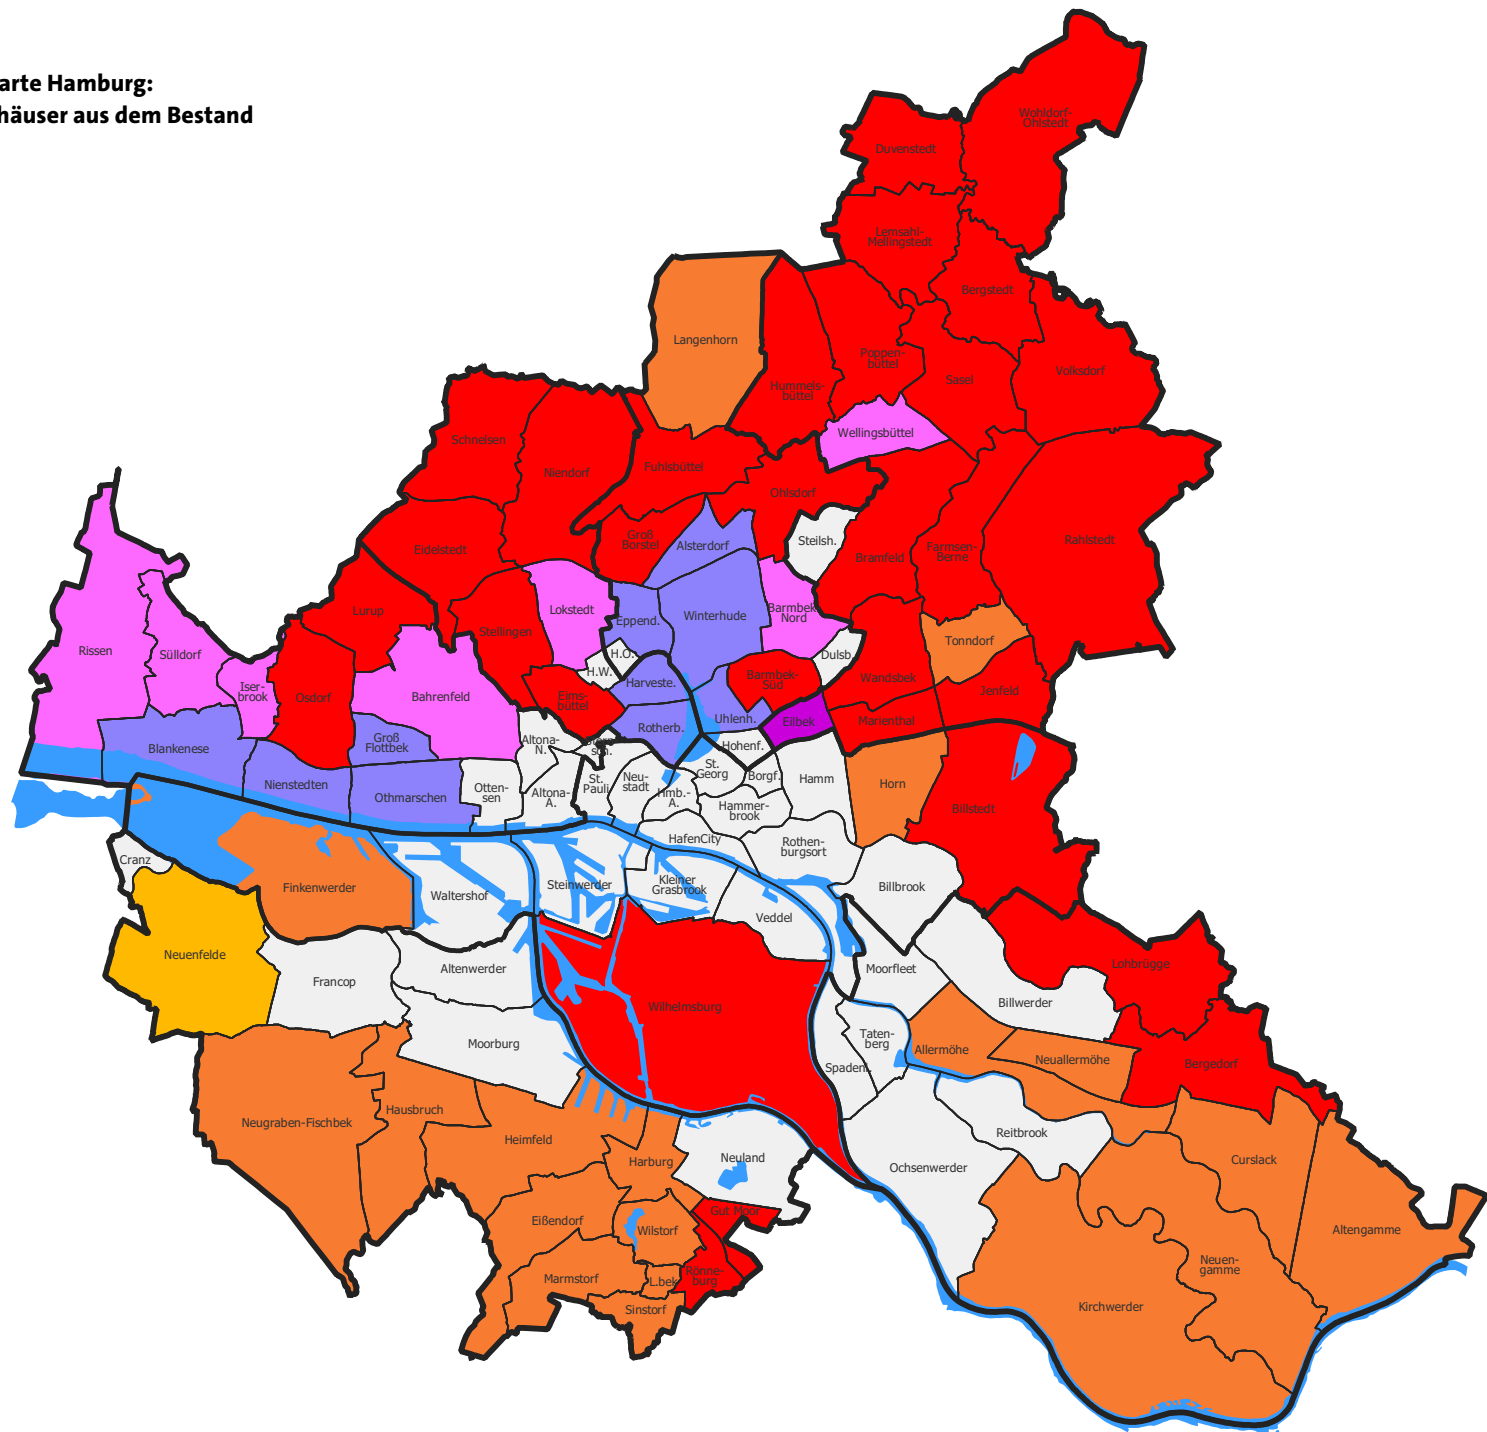 arte Hamburg:
häuser aus dem Bestand
Wohldorf-
Ohlstedt
Duvenstedt
Lemsahl-
Mellingstedt
Bergstedt
Langenhorn
Poppen-
büttel
Volksdorf
Sasel
Hummels-
büttel
Wellingsbüttel
Schnelsen
Niendorf
Fuhlsbüttel
Ohlsdorf
Groß
Borstel
Alsterdorf
Steilsh.
Bramfeld
Farmsen-
Berne
Rahlstedt
Eidelstedt
Lurup
Stellingen
Lokstedt
Eppend.
Winterhude
Barmbek
Nord
Tonndorf
Rissen
Sülldorf
Iser-
brook
Osdorf
Bahrenfeld
H.O.
H.W.
Dulsb.
Harveste.
Barmbek-
Süd
Wandsbek
Jenfeld
Eims-
büttel
Rotherb.
Uhlenh.
Eilbek
Marienthal
Blankenese
Groß
Flottbek
Altona-
N.
sch.
Hohenf.
Nienstedten
Othmarschen
Otten-
sen
Altona-
A.
St.
Pauli
Neu-
stadt
Hmb.-
A.
St.
Georg
Borgf.
Hamm
Horn
Billstedt
Hammer-
brook
HafenCity
Rothen-
burgsort
Cranz
Finkenwerder
Waltershof
Steinwerder
Kleiner
Grasbrook
Billbrook
Veddel
Neuenfelde
Francop
Altenwerder
Moorfleet
Lohbrügge
Wilhelmsburg
Billwerder
Moorburg
Taten-
berg
Allermöhe
Neuallermöhe
Spadenl.
Bergedorf
Neugraben-Fischbek
Hausbruch
Heimfeld
Harburg
Neuland
Reitbrook
Ochsenwerder
Curslack
Eißendorf
Wilstorf
Gut Moor
Altengamme
Marmstorf
L.bek
Rönne-
burg
Neuen-
gamme
Sinstorf
Kirchwerder